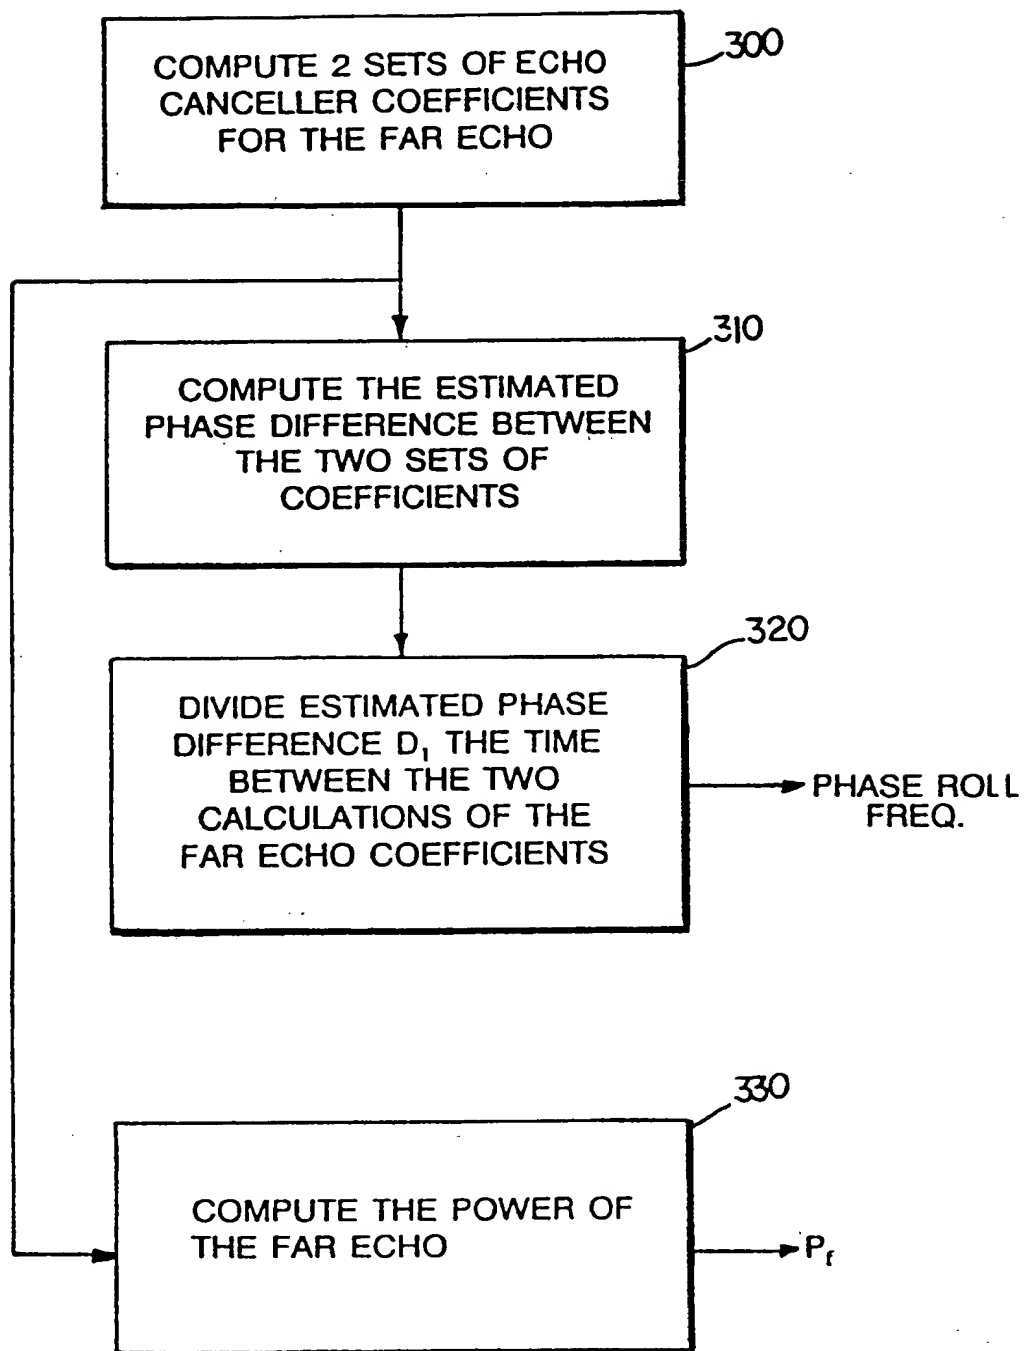 300
COMPUTE 2 SETS OF ECHO
CANCELLER COEFFICIENTS
FOR THE FAR ECHO
310
COMPUTE THE ESTIMATED
PHASE DIFFERENCE BETWEEN
THE TWO SETS OF
COEFFICIENTS
320
DIVIDE ESTIMATED PHASE
DIFFERENCE D₁ THE TIME
BETWEEN THE TWO
CALCULATIONS OF THE
FAR ECHO COEFFICIENTS
PHASE ROLL
FREQ.
330
COMPUTE THE POWER OF
THE FAR ECHO
Pf